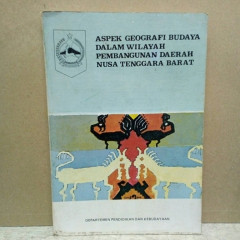 ASPEK GEOGRAFI BUDAYA
DALAM WILAYAH
PEMBANGUNAN DAERAH
NUSA TENGGARA BARAT
DEPARTEMEN PENDIDIKAN DAN KEBUDAYAAN